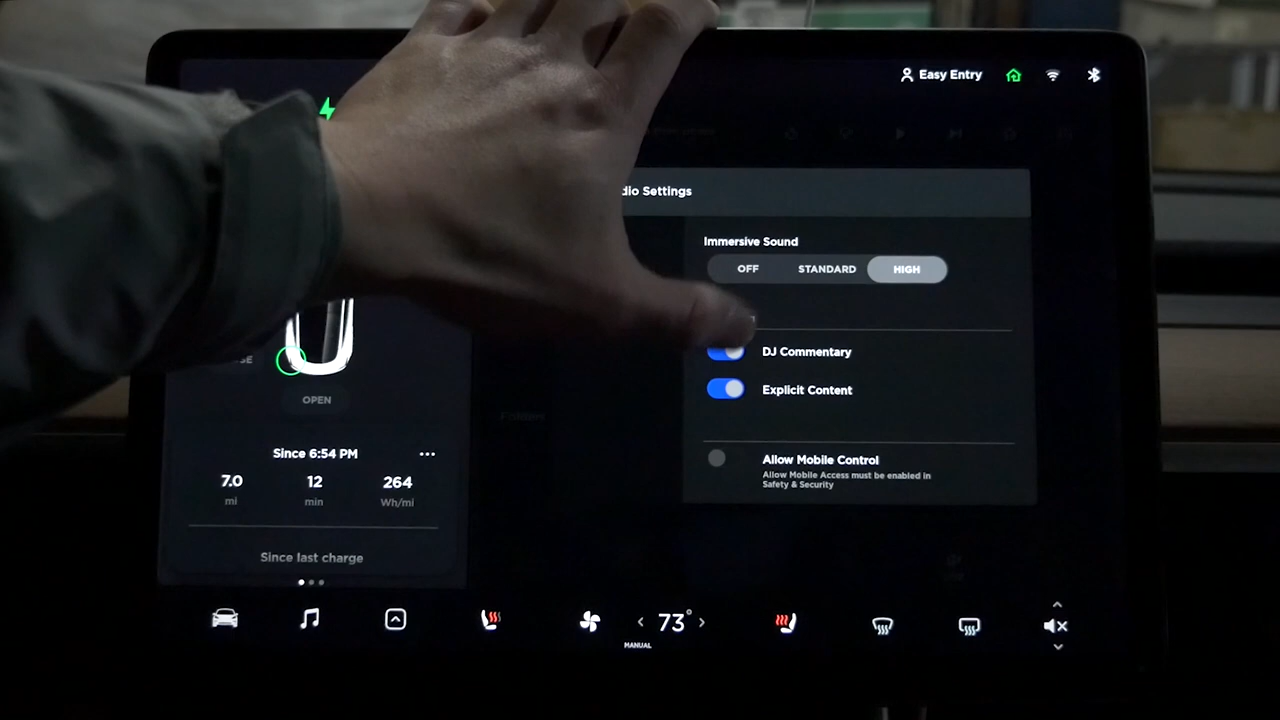 Easy Entry
dio Settings
Immersive Sound
OFF STANDARD HIGH
DJ Commentary
Explicit Content
OPEN
Since 6:54 PM
7.0 12 264
mi min Wh/mi
Allow Mobile Control
Allow Mobile Access must be enabled in
Safety & Security
Since last charge
73°
MANUAL